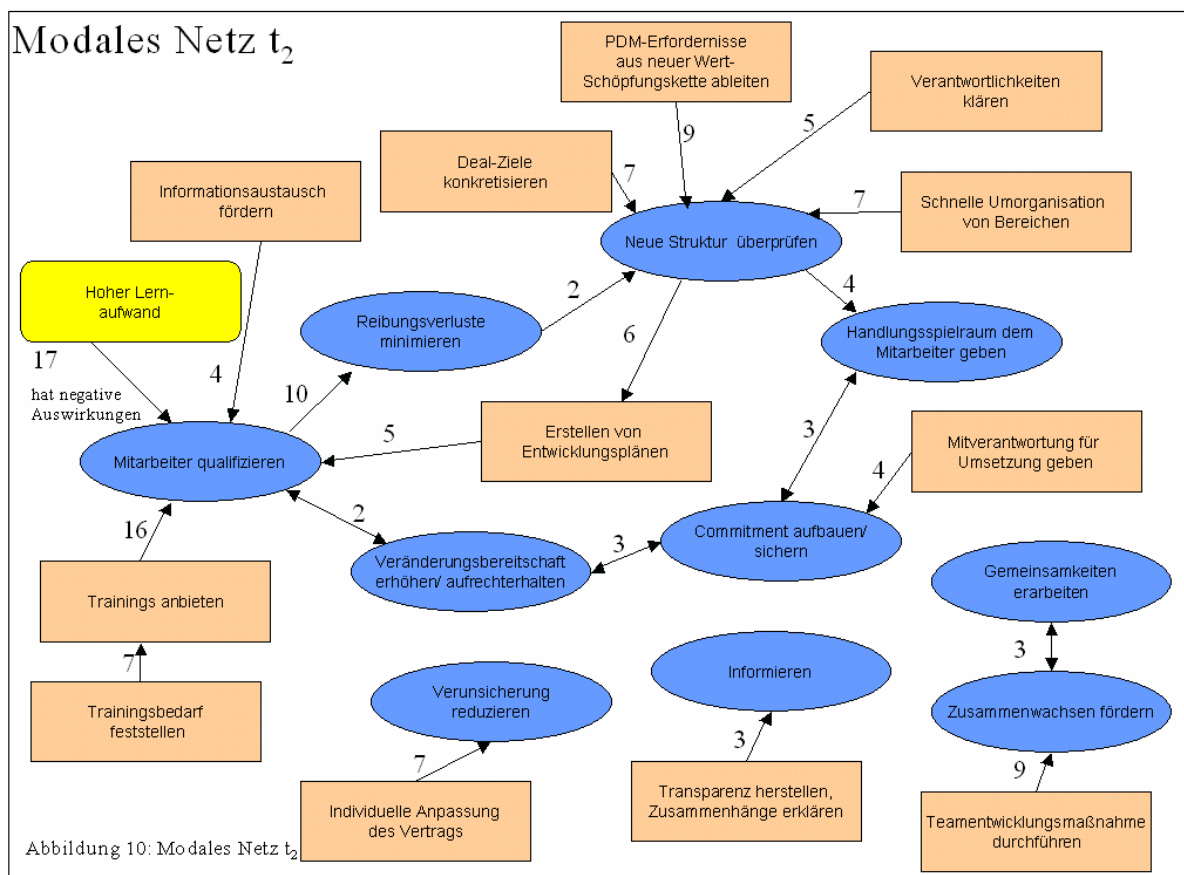 Modales Netz t2
PDM-Erfordernisse
aus neuer Wert-
Schöpfungskette ableiten
Verantwortlichkeiten
klären
9
5
Deal-Ziele
konkretisieren
7
Informationsaustausch
fördern
7
Schnelle Umorganisation
von Bereichen
Neue Struktur überprüfen
Hoher Lern-
aufwand
2
4
Reibungsverluste
minimieren
Handlungsspielraum dem
Mitarbeiter geben
6
17
4
10
hat negative
Auswirkungen
3
5
Erstellen von
Entwicklungsplänen
Mitverantwortung für
Umsetzung geben
Mitarbeiter qualifizieren
4
16
2
Commitment aufbauen/
sichern
3
Veränderungsbereitschaft
erhöhen/ aufrechterhalten
Gemeinsamkeiten
erarbeiten
Trainings anbieten
7
3
Informieren
Verunsicherung
reduzieren
Trainingsbedarf
feststellen
Zusammenwachsen fördern
7
3
9
Individuelle Anpassung
des Vertrags
Transparenz herstellen,
Zusammenhänge erklären
Teamentwicklungsmaßnahme
durchführen
Abbildung 10: Modales Netz t2